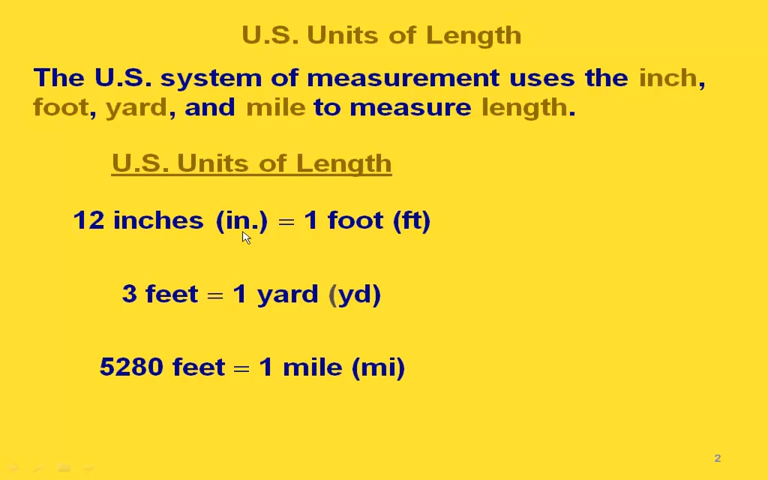 U.S. Units of Length
The U.S. system of measurement uses the inch,
foot, yard, and mile to measure length.
U.S. Units of Length
12 inches (in.) = 1 foot (ft)
3 feet = 1 yard (yd)
5280 feet = 1 mile (mi)
2